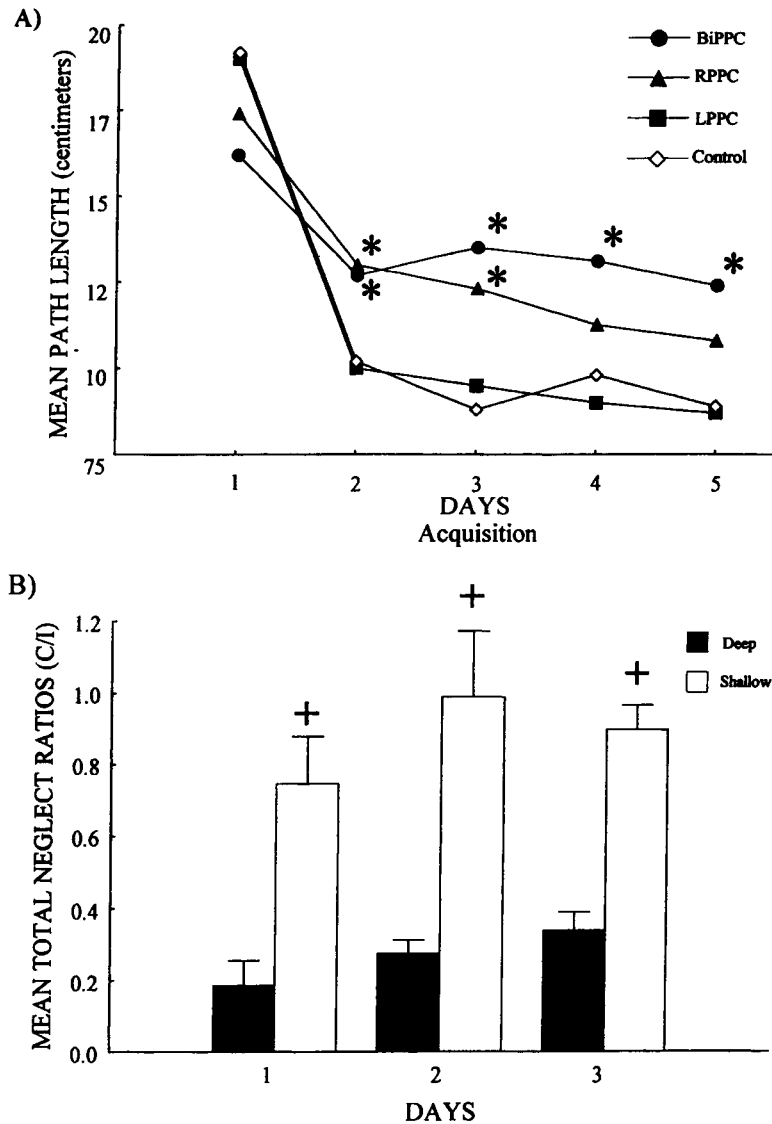 A)
MEAN PATH LENGTH (centimeters)
20
17
15
12
10
75
BiPPC
RPPC
LPPC
Control
*
*
*
*
*
*
1 2 3 4 5
DAYS
Acquisition
B)
MEAN TOTAL NEGLECT RATIOS (C/I)
1.2
1.0
0.8
0.6
0.4
0.2
0.0
Deep
Shallow
+
+
+
1 2 3
DAYS